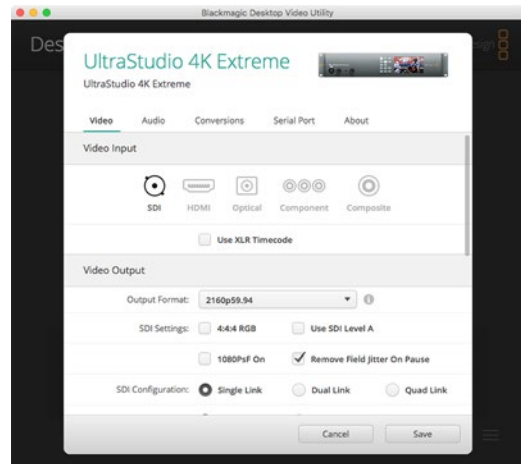 Blackmagic Desktop Video Utility
Des
sign
UltraStudio 4K Extreme
UltraStudio 4K Extreme
Video Audio Conversions Serial Port About
Video Input
SDI HDMI Optical Component Composite
Use XLR Timecode
Video Output
Output Format: 2160p59.94
SDI Settings: 4:4:4 RGB Use SDI Level A
1080PsF On Remove Field Jitter On Pause
SDI Configuration: Single Link Dual Link Quad Link
Cancel Save